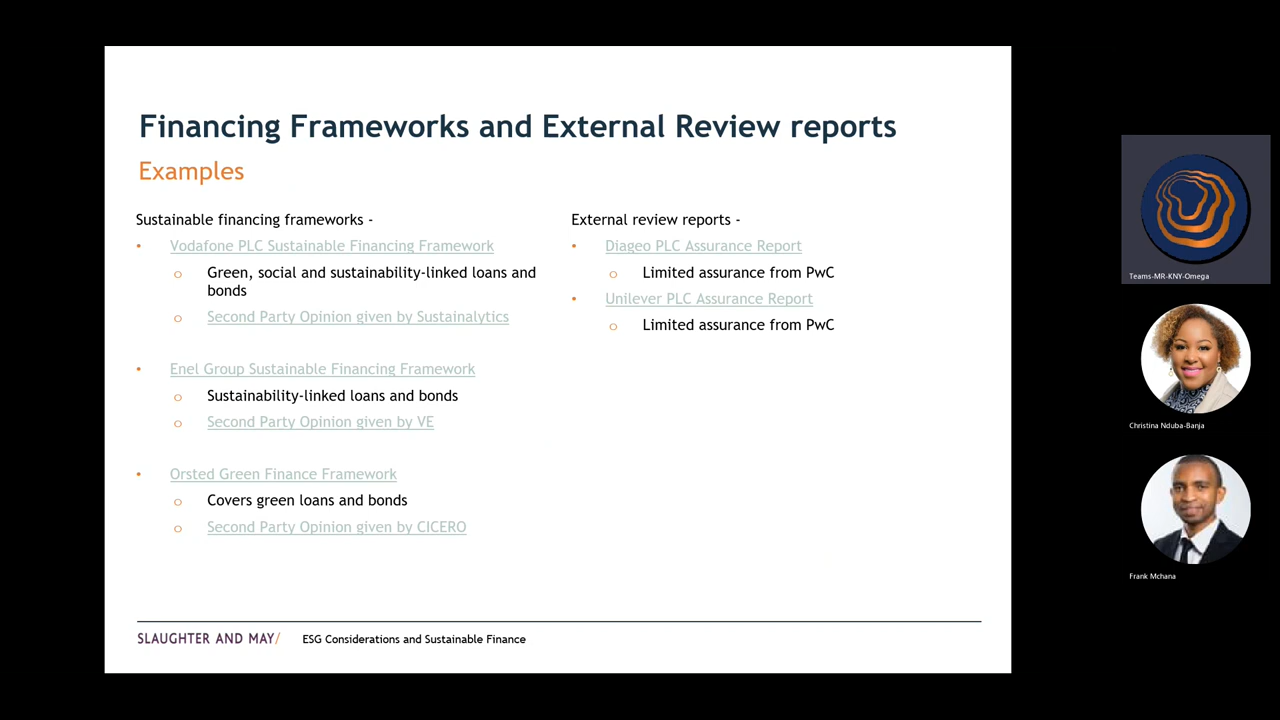 Financing Frameworks and External Review reports
Examples
Sustainable financing frameworks -
• Vodafone PLC Sustainable Financing Framework
o Green, social and sustainability-linked loans and
bonds
o Second Party Opinion given by Sustainalytics
• Enel Group Sustainable Financing Framework
o Sustainability-linked loans and bonds
o Second Party Opinion given by VE
• Orsted Green Finance Framework
o Covers green loans and bonds
o Second Party Opinion given by CICERO
External review reports -
• Diageo PLC Assurance Report
o Limited assurance from PwC
• Unilever PLC Assurance Report
o Limited assurance from PwC
SLAUGHTER AND MAY/
ESG Considerations and Sustainable Finance
Teams-MR-KNY-Omega
Christina Nduba-Banja
Frank Mchana